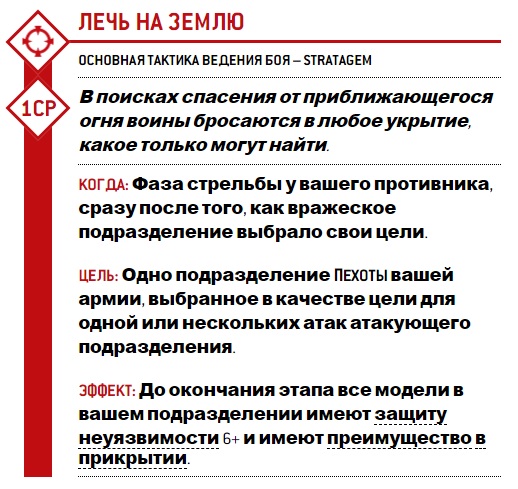 ЛЕЧЬ НА ЗЕМЛЮ
ОСНОВНАЯ ТАКТИКА ВЕДЕНИЯ БОЯ – STRATAGEM
1CP
В поисках спасения от приближающегося
огня воины бросаются в любое укрытие,
какое только могут найти.
КОГДА: Фаза стрельбы у вашего противника,
сразу после того, как вражеское
подразделение выбрало свои цели.
ЦЕЛЬ: Одно подразделение ПЕХОТЫ вашей
армии, выбранное в качестве цели для
одной или нескольких атак атакующего
подразделения.
ЭФФЕКТ: До окончания этапа все модели в
вашем подразделении имеют защиту
неуязвимости 6+ и имеют преимущество в
прикрытии.